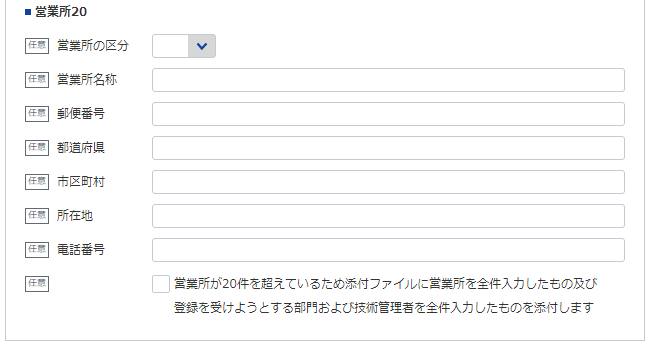 営業所20
任意 営業所の区分
任意 営業所名称
任意 郵便番号
任意 都道府県
任意 市区町村
任意 所在地
任意 電話番号
任意 営業所が20件を超えているため添付ファイルに営業所を全件入力したもの及び
登録を受けようとする部門および技術管理者を全件入力したものを添付します